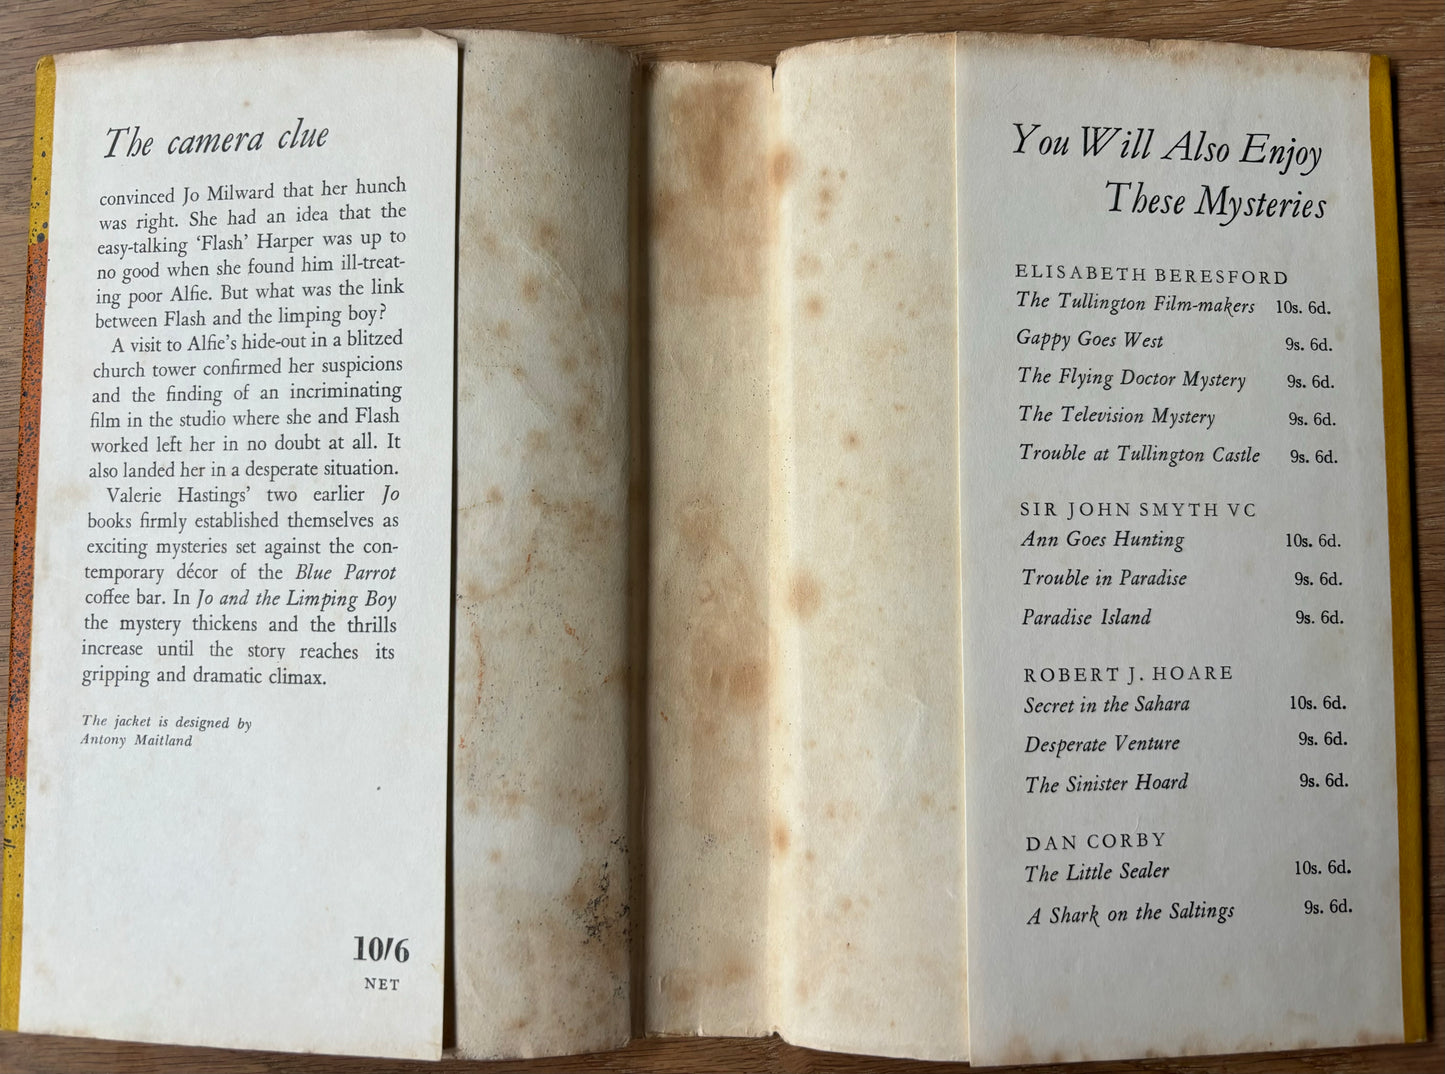 The camera clue
convinced Jo Milward that her hunch
was right. She had an idea that the
easy-talking ‘Flash’ Harper was up to
no good when she found him ill-treat-
ing poor Alfie. But what was the link
between Flash and the limping boy?
A visit to Alfie’s hide-out in a blitzed
church tower confirmed her suspicions
and the finding of an incriminating
film in the studio where she and Flash
worked left her in no doubt at all. It
also landed her in a desperate situation.
Valerie Hastings’ two earlier Jo
books firmly established themselves as
exciting mysteries set against the con-
temporary décor of the Blue Parrot
coffee bar. In Jo and the Limping Boy
the mystery thickens and the thrills
increase until the story reaches its
gripping and dramatic climax.
The jacket is designed by
Antony Maitland
10/6
NET
You Will Also Enjoy
These Mysteries
ELISABETH BERESFORD
The Tullington Film-makers 10s. 6d.
Gappy Goes West 9s. 6d.
The Flying Doctor Mystery 9s. 6d.
The Television Mystery 9s. 6d.
Trouble at Tullington Castle 9s. 6d.
SIR JOHN SMYTH VC
Ann Goes Hunting 10s. 6d.
Trouble in Paradise 9s. 6d.
Paradise Island 9s. 6d.
ROBERT J. HOARE
Secret in the Sahara 10s. 6d.
Desperate Venture 9s. 6d.
The Sinister Hoard 9s. 6d.
DAN CORBY
The Little Sealer 10s. 6d.
A Shark on the Saltings 9s. 6d.